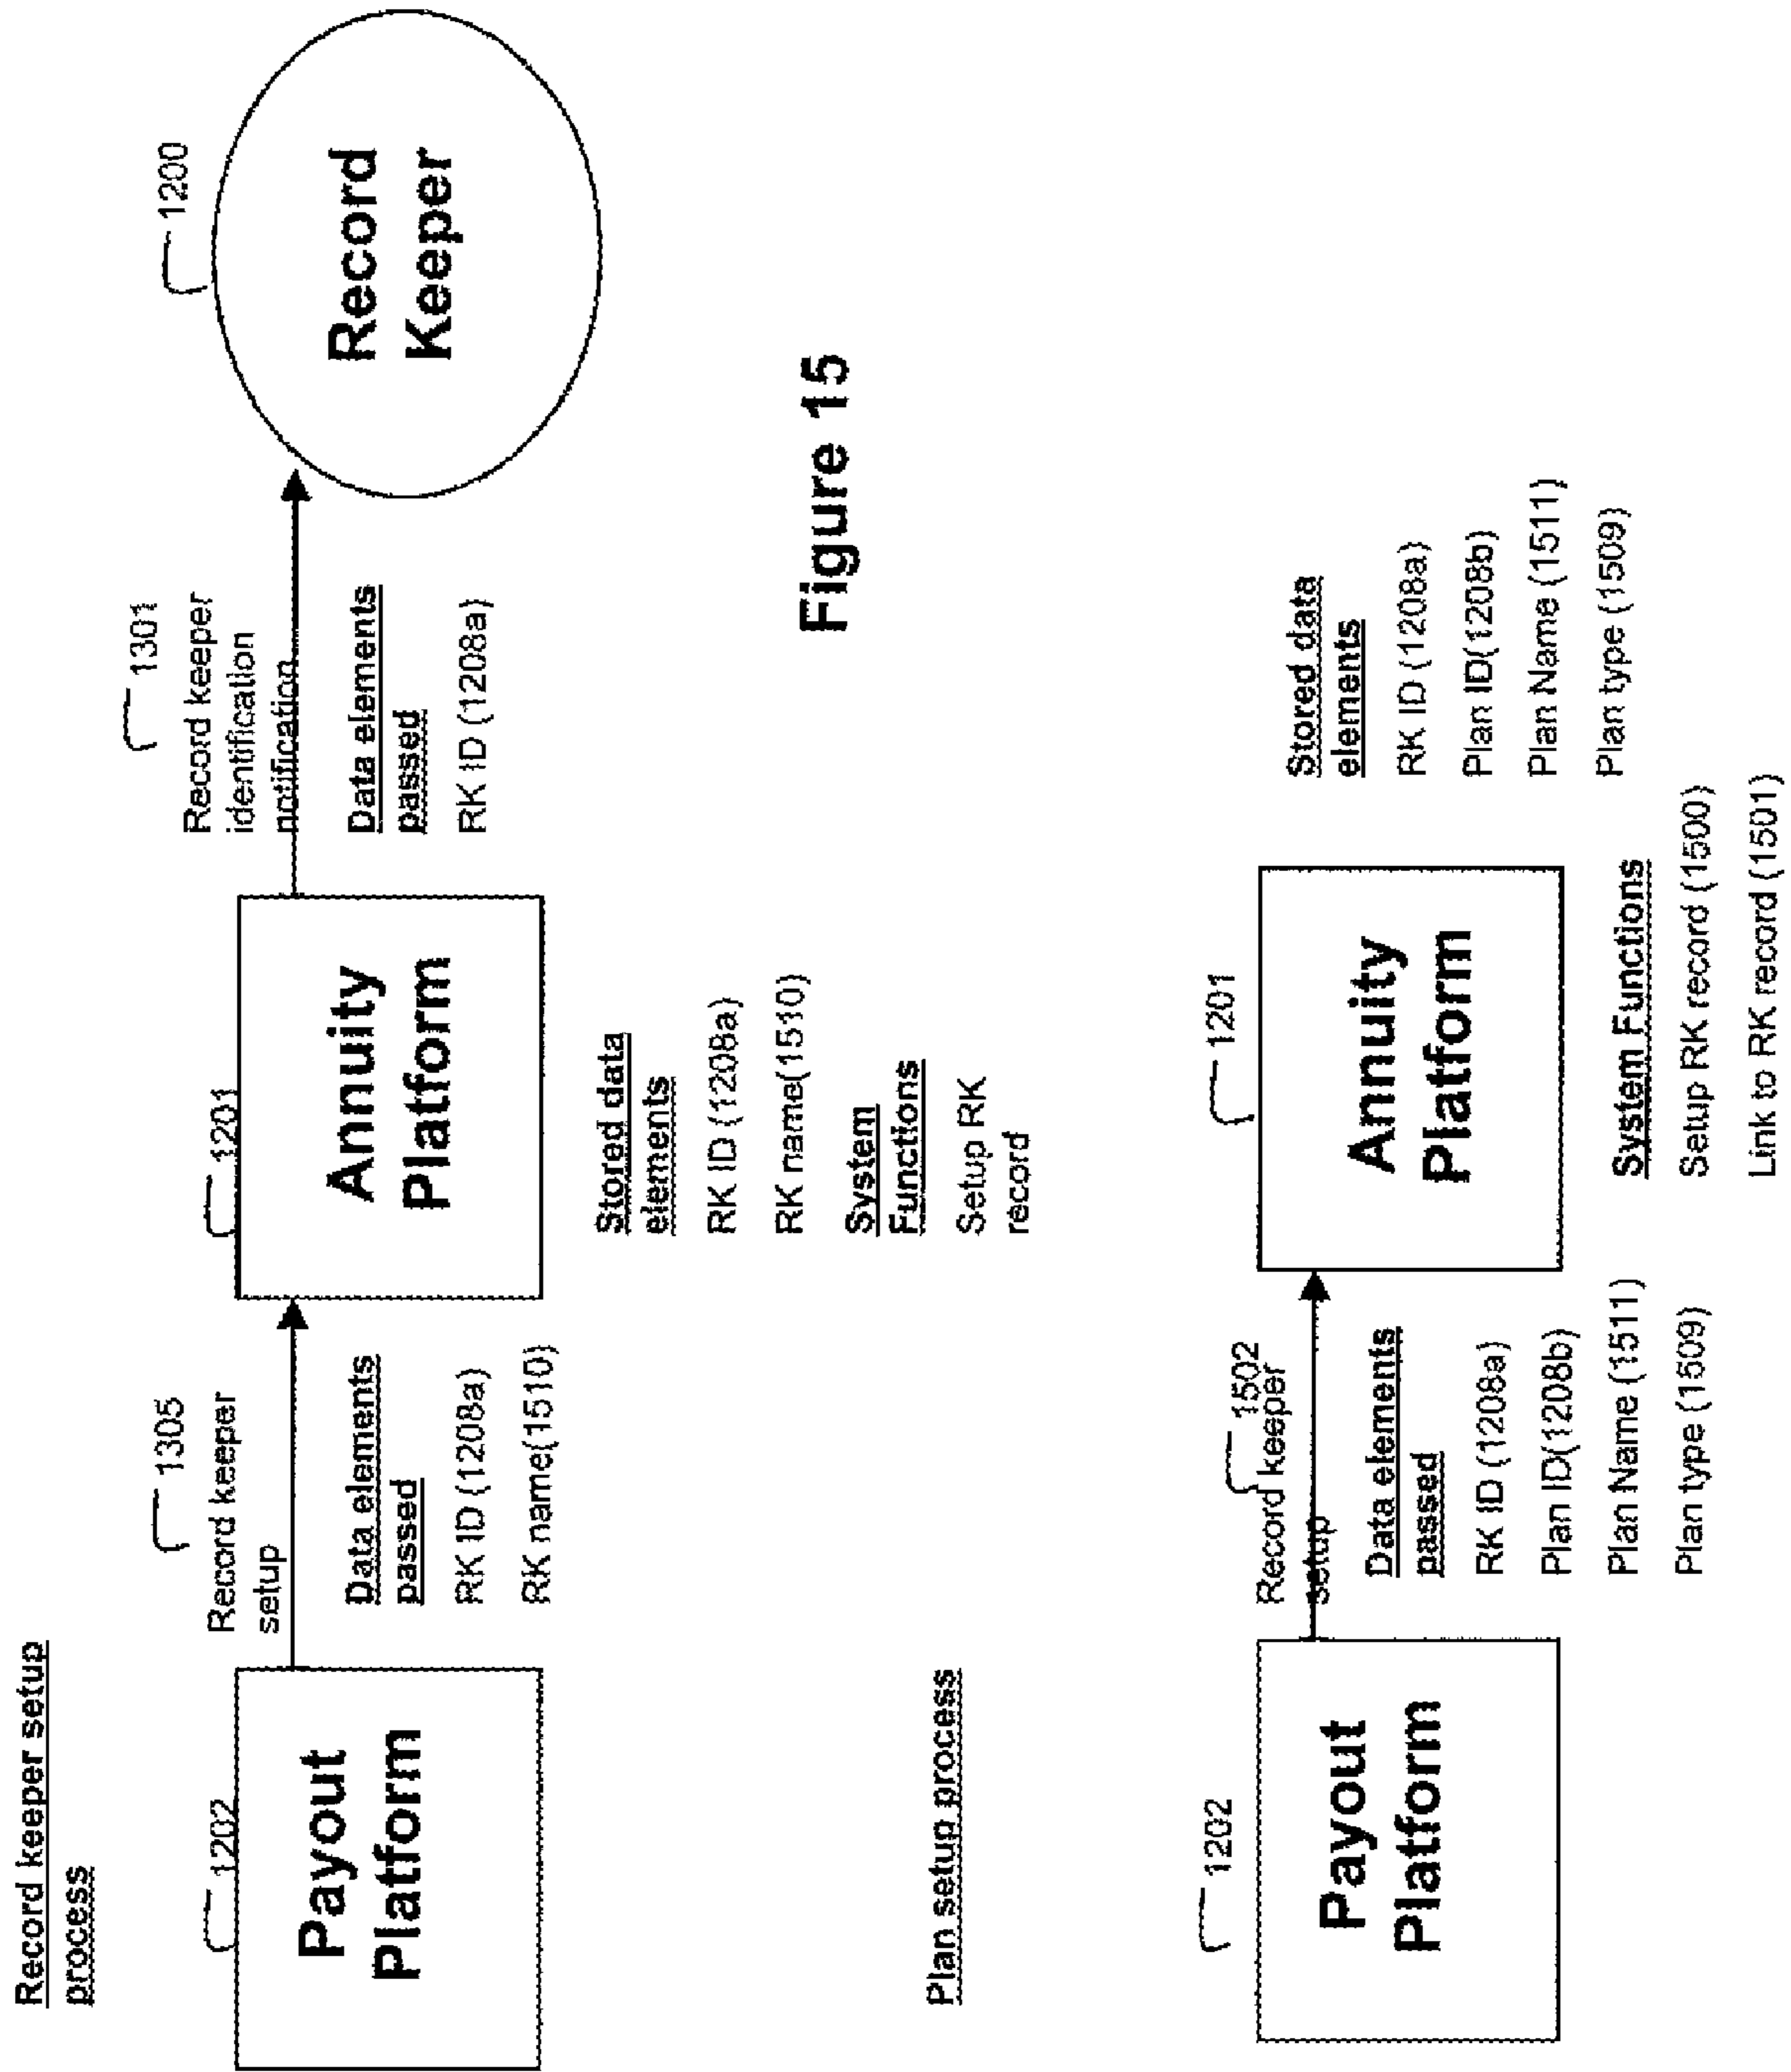 Record keeper setup
process
1202
Payout
Platform
1305
Record keeper
setup
Data elements
passed
RK ID (1208a)
RK name(1510)
1201
Annuity
Platform
Stored data
elements
RK ID (1208a)
RK name(1510)
System
Functions
Setup RK
record
1301
Record keeper
identification
notification
Data elements
passed
RK ID (1208a)
1200
Record
Keeper
Figure 15
Plan setup process
1202
Payout
Platform
1502
Record keeper
setup
Data elements
passed
RK ID (1208a)
Plan ID(1208b)
Plan Name (1511)
Plan type (1509)
1201
Annuity
Platform
System Functions
Setup RK record (1500)
Link to RK record (1501)
Stored data
elements
RK ID (1208a)
Plan ID(1208b)
Plan Name (1511)
Plan type (1509)